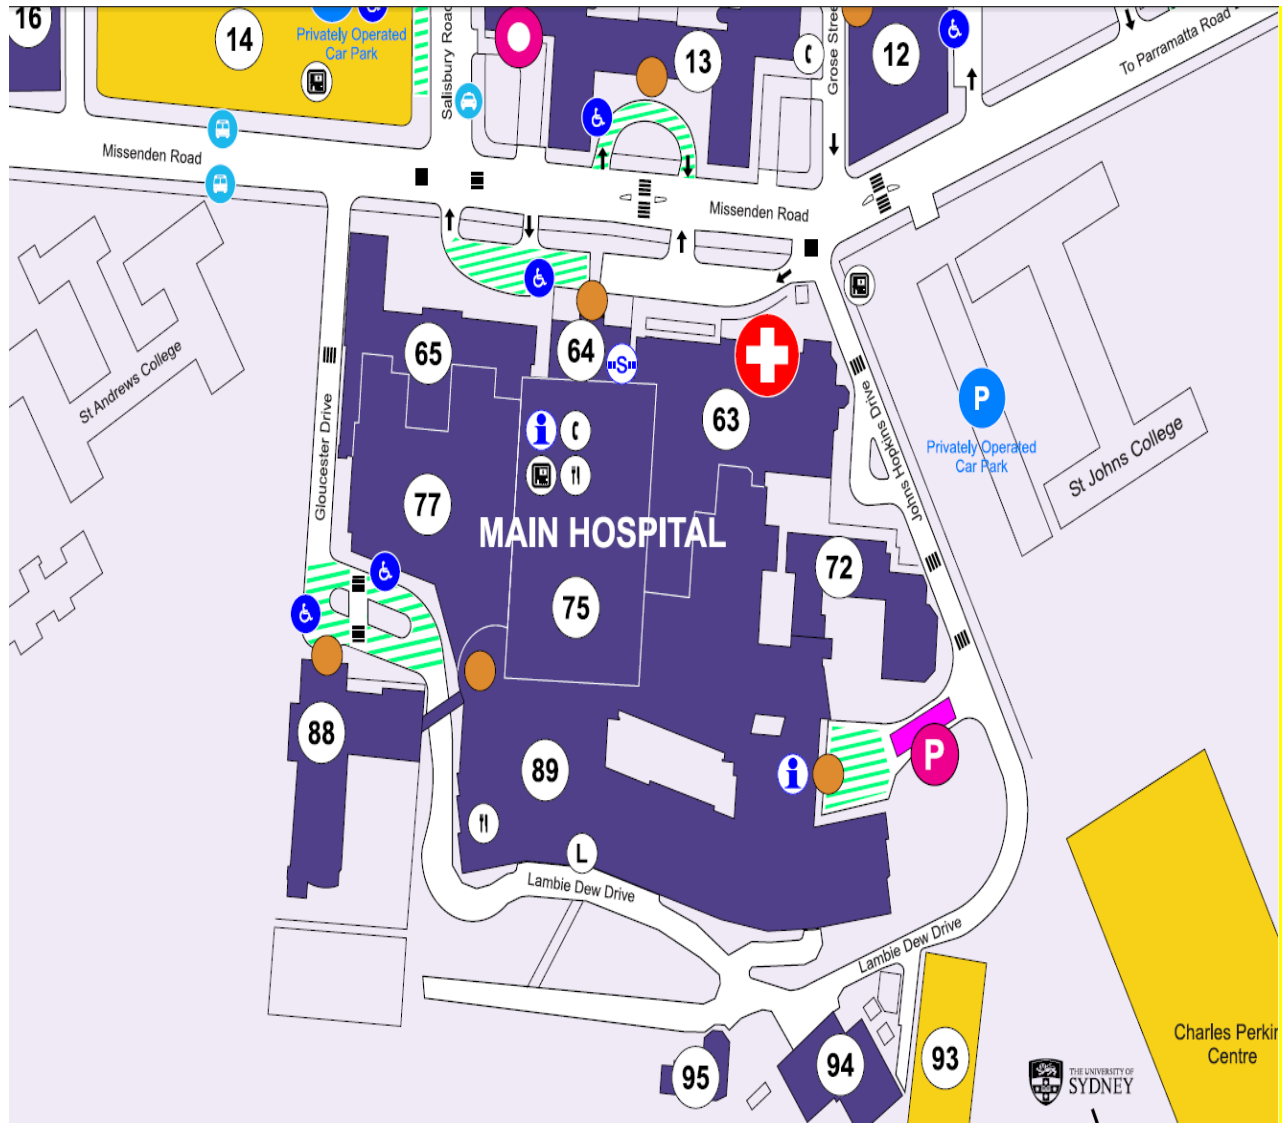 16
14
Privately Operated
Car Park
Salisbury Road
13
Grose Stree
12
To Parramatta Road
Missenden Road
Missenden Road
St Andrews College
Gloucester Drive
65
64
S
63
Johns Hopkins Drive
P
Privately Operated
Car Park
St Johns College
77
MAIN HOSPITAL
72
75
88
89
P
L
Lambie Dew Drive
Lambie Dew Drive
95
94
93
Charles Perkin
Centre
THE UNIVERSITY OF
SYDNEY